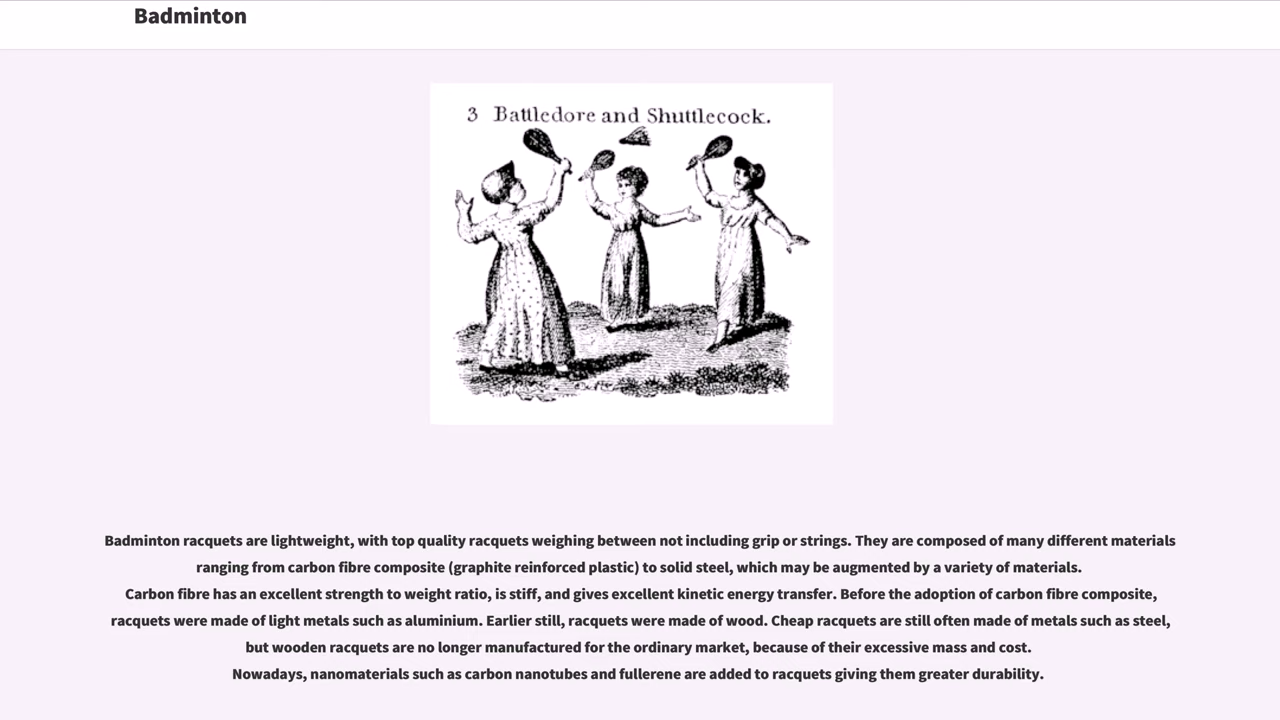 Badminton
3 Battledore and Shuttlecock.
Badminton racquets are lightweight, with top quality racquets weighing between not including grip or strings. They are composed of many different materials
ranging from carbon fibre composite (graphite reinforced plastic) to solid steel, which may be augmented by a variety of materials.
Carbon fibre has an excellent strength to weight ratio, is stiff, and gives excellent kinetic energy transfer. Before the adoption of carbon fibre composite,
racquets were made of light metals such as aluminium. Earlier still, racquets were made of wood. Cheap racquets are still often made of metals such as steel,
but wooden racquets are no longer manufactured for the ordinary market, because of their excessive mass and cost.
Nowadays, nanomaterials such as carbon nanotubes and fullerene are added to racquets giving them greater durability.